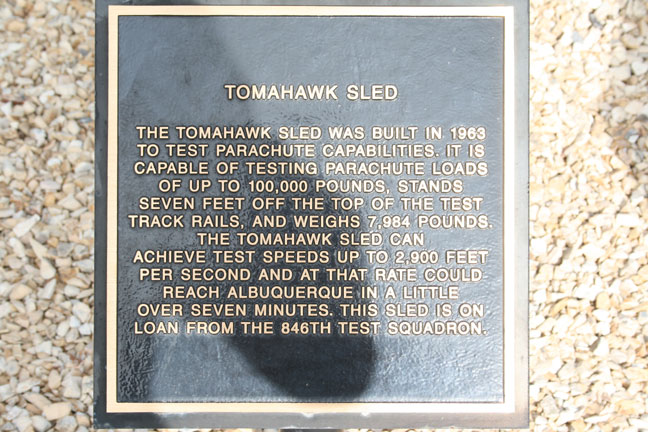 TOMAHAWK SLED
THE TOMAHAWK SLED WAS BUILT IN 1963
TO TEST PARACHUTE CAPABILITIES. IT IS
CAPABLE OF TESTING PARACHUTE LOADS
OF UP TO 100,000 POUNDS, STANDS
SEVEN FEET OFF THE TOP OF THE TEST
TRACK RAILS, AND WEIGHS 7,984 POUNDS.
THE TOMAHAWK SLED CAN
ACHIEVE TEST SPEEDS UP TO 2,900 FEET
PER SECOND AND AT THAT RATE COULD
REACH ALBUQUERQUE IN A LITTLE
OVER SEVEN MINUTES. THIS SLED IS ON
LOAN FROM THE 846TH TEST SQUADRON.